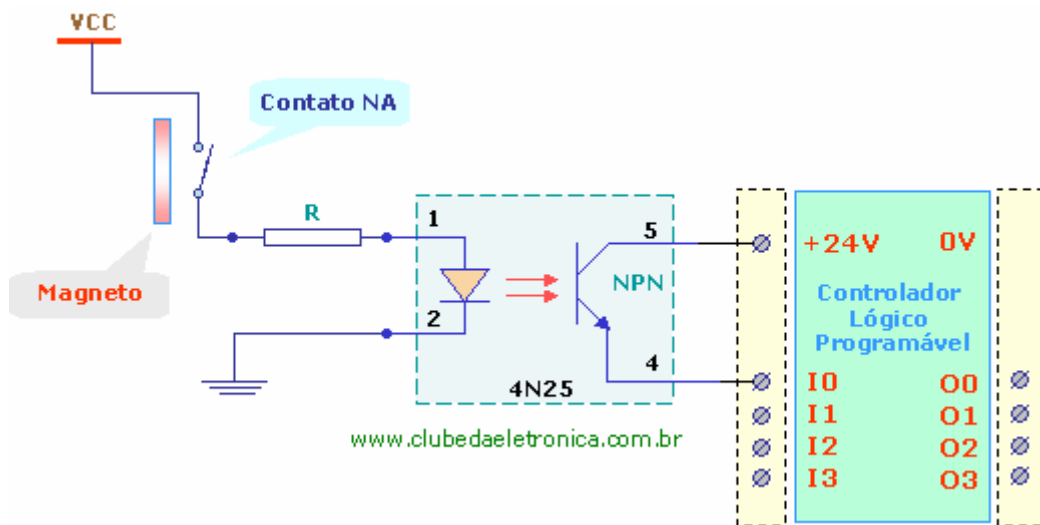 VCC
Contato NA
Magneto
R
1
2
5
NPN
4
4N25
www.clubedaeletronica.com.br
+24V 0V
Controlador
Lógico
Programável
I0 O0
I1 O1
I2 O2
I3 O3